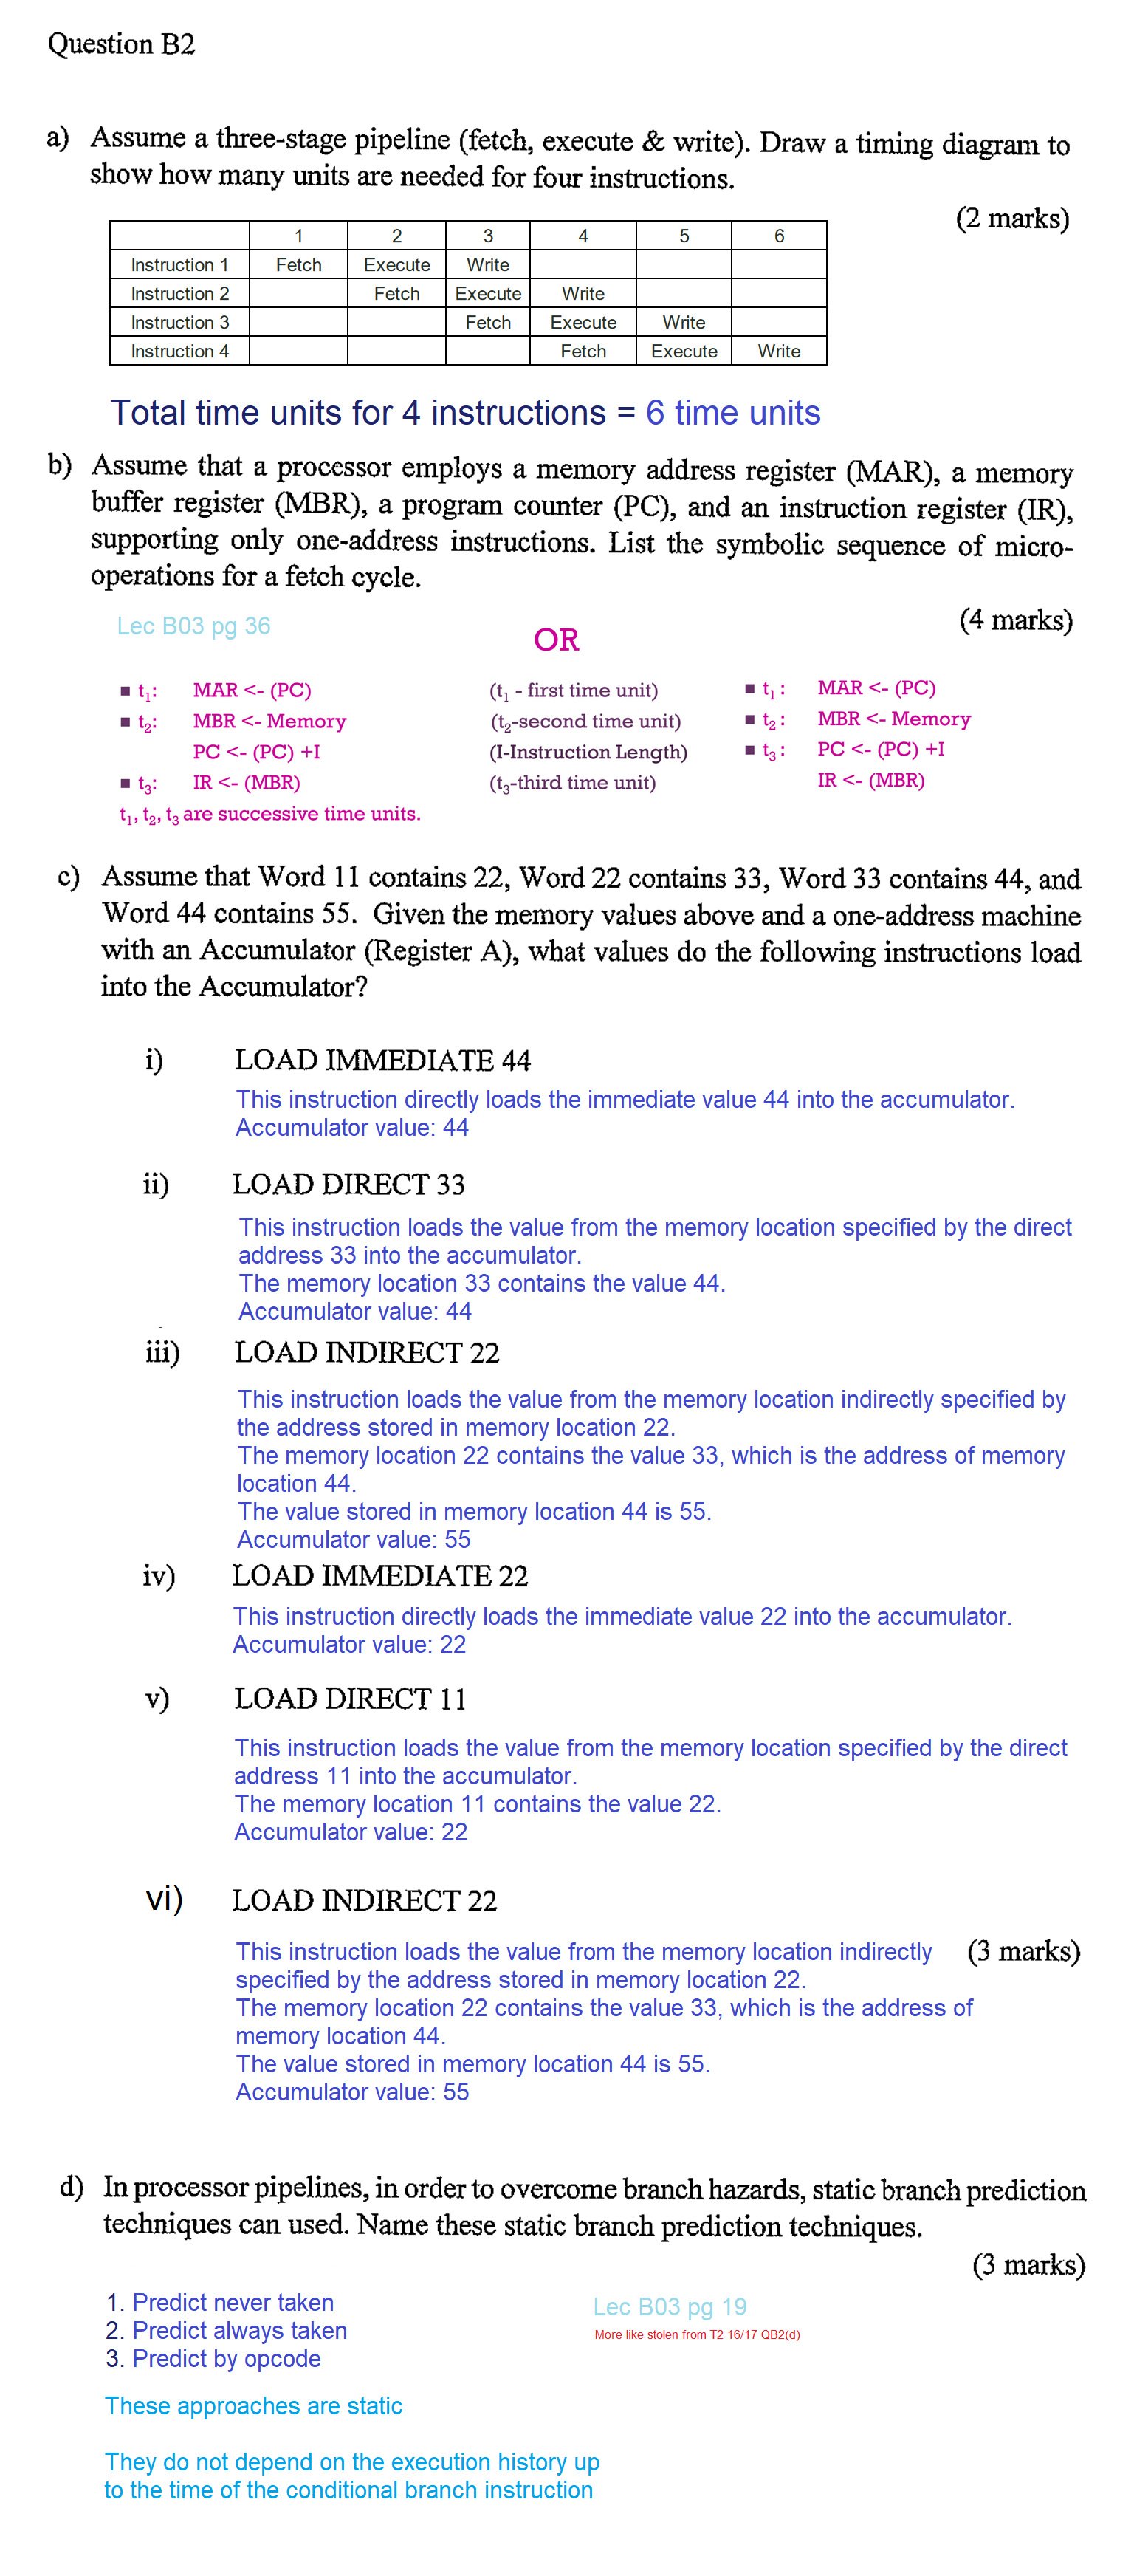 Question B2
a) Assume a three-stage pipeline (fetch, execute & write). Draw a timing diagram to
show how many units are needed for four instructions.
(2 marks)
1 2 3 4 5 6
Instruction 1 Fetch Execute Write
Instruction 2 Fetch Execute Write
Instruction 3 Fetch Execute Write
Instruction 4 Fetch Execute Write
Total time units for 4 instructions = 6 time units
b) Assume that a processor employs a memory address register (MAR), a memory
buffer register (MBR), a program counter (PC), and an instruction register (IR),
supporting only one-address instructions. List the symbolic sequence of micro-
operations for a fetch cycle.
(4 marks)
Lec B03 pg 36
OR
■ t₁: MAR <- (PC) (t₁ - first time unit) ■ t₁ : MAR <- (PC)
■ t₂: MBR <- Memory (t₂-second time unit) ■ t₂ : MBR <- Memory
PC <- (PC) +I (I-Instruction Length) ■ t₃ : PC <- (PC) +I
■ t₃: IR <- (MBR) (t₃-third time unit) IR <- (MBR)
t₁, t₂, t₃ are successive time units.
c) Assume that Word 11 contains 22, Word 22 contains 33, Word 33 contains 44, and
Word 44 contains 55. Given the memory values above and a one-address machine
with an Accumulator (Register A), what values do the following instructions load
into the Accumulator?
i) LOAD IMMEDIATE 44
This instruction directly loads the immediate value 44 into the accumulator.
Accumulator value: 44
ii) LOAD DIRECT 33
This instruction loads the value from the memory location specified by the direct
address 33 into the accumulator.
The memory location 33 contains the value 44.
Accumulator value: 44
iii) LOAD INDIRECT 22
This instruction loads the value from the memory location indirectly specified by
the address stored in memory location 22.
The memory location 22 contains the value 33, which is the address of memory
location 44.
The value stored in memory location 44 is 55.
Accumulator value: 55
iv) LOAD IMMEDIATE 22
This instruction directly loads the immediate value 22 into the accumulator.
Accumulator value: 22
v) LOAD DIRECT 11
This instruction loads the value from the memory location specified by the direct
address 11 into the accumulator.
The memory location 11 contains the value 22.
Accumulator value: 22
vi) LOAD INDIRECT 22
This instruction loads the value from the memory location indirectly (3 marks)
specified by the address stored in memory location 22.
The memory location 22 contains the value 33, which is the address of
memory location 44.
The value stored in memory location 44 is 55.
Accumulator value: 55
d) In processor pipelines, in order to overcome branch hazards, static branch prediction
techniques can used. Name these static branch prediction techniques.
(3 marks)
1. Predict never taken
2. Predict always taken
3. Predict by opcode
Lec B03 pg 19
More like stolen from T2 16/17 QB2(d)
These approaches are static
They do not depend on the execution history up
to the time of the conditional branch instruction